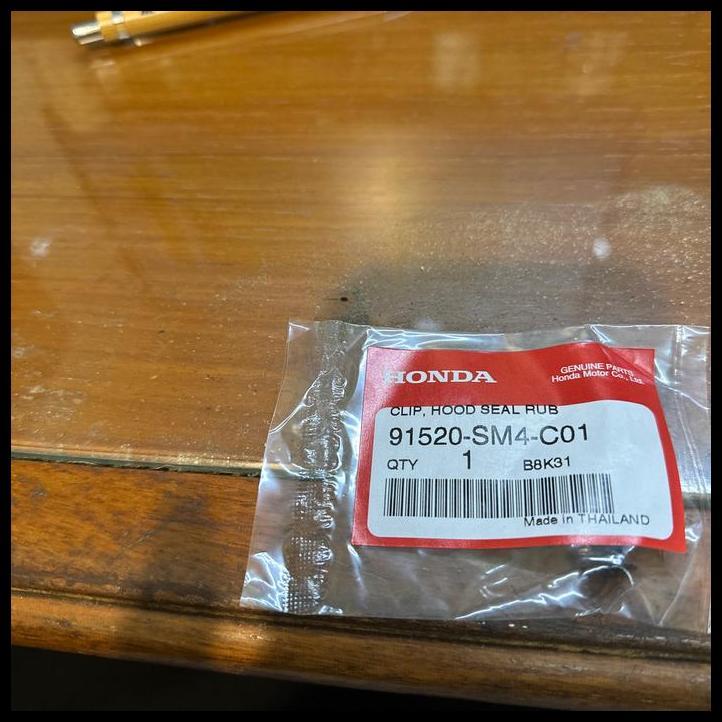 HONDA
GENUINE PARTS
Honda Motor Co., Ltd.
CLIP, HOOD SEAL RUB
91520-SM4-C01
QTY 1 B8K31
Made in THAILAND